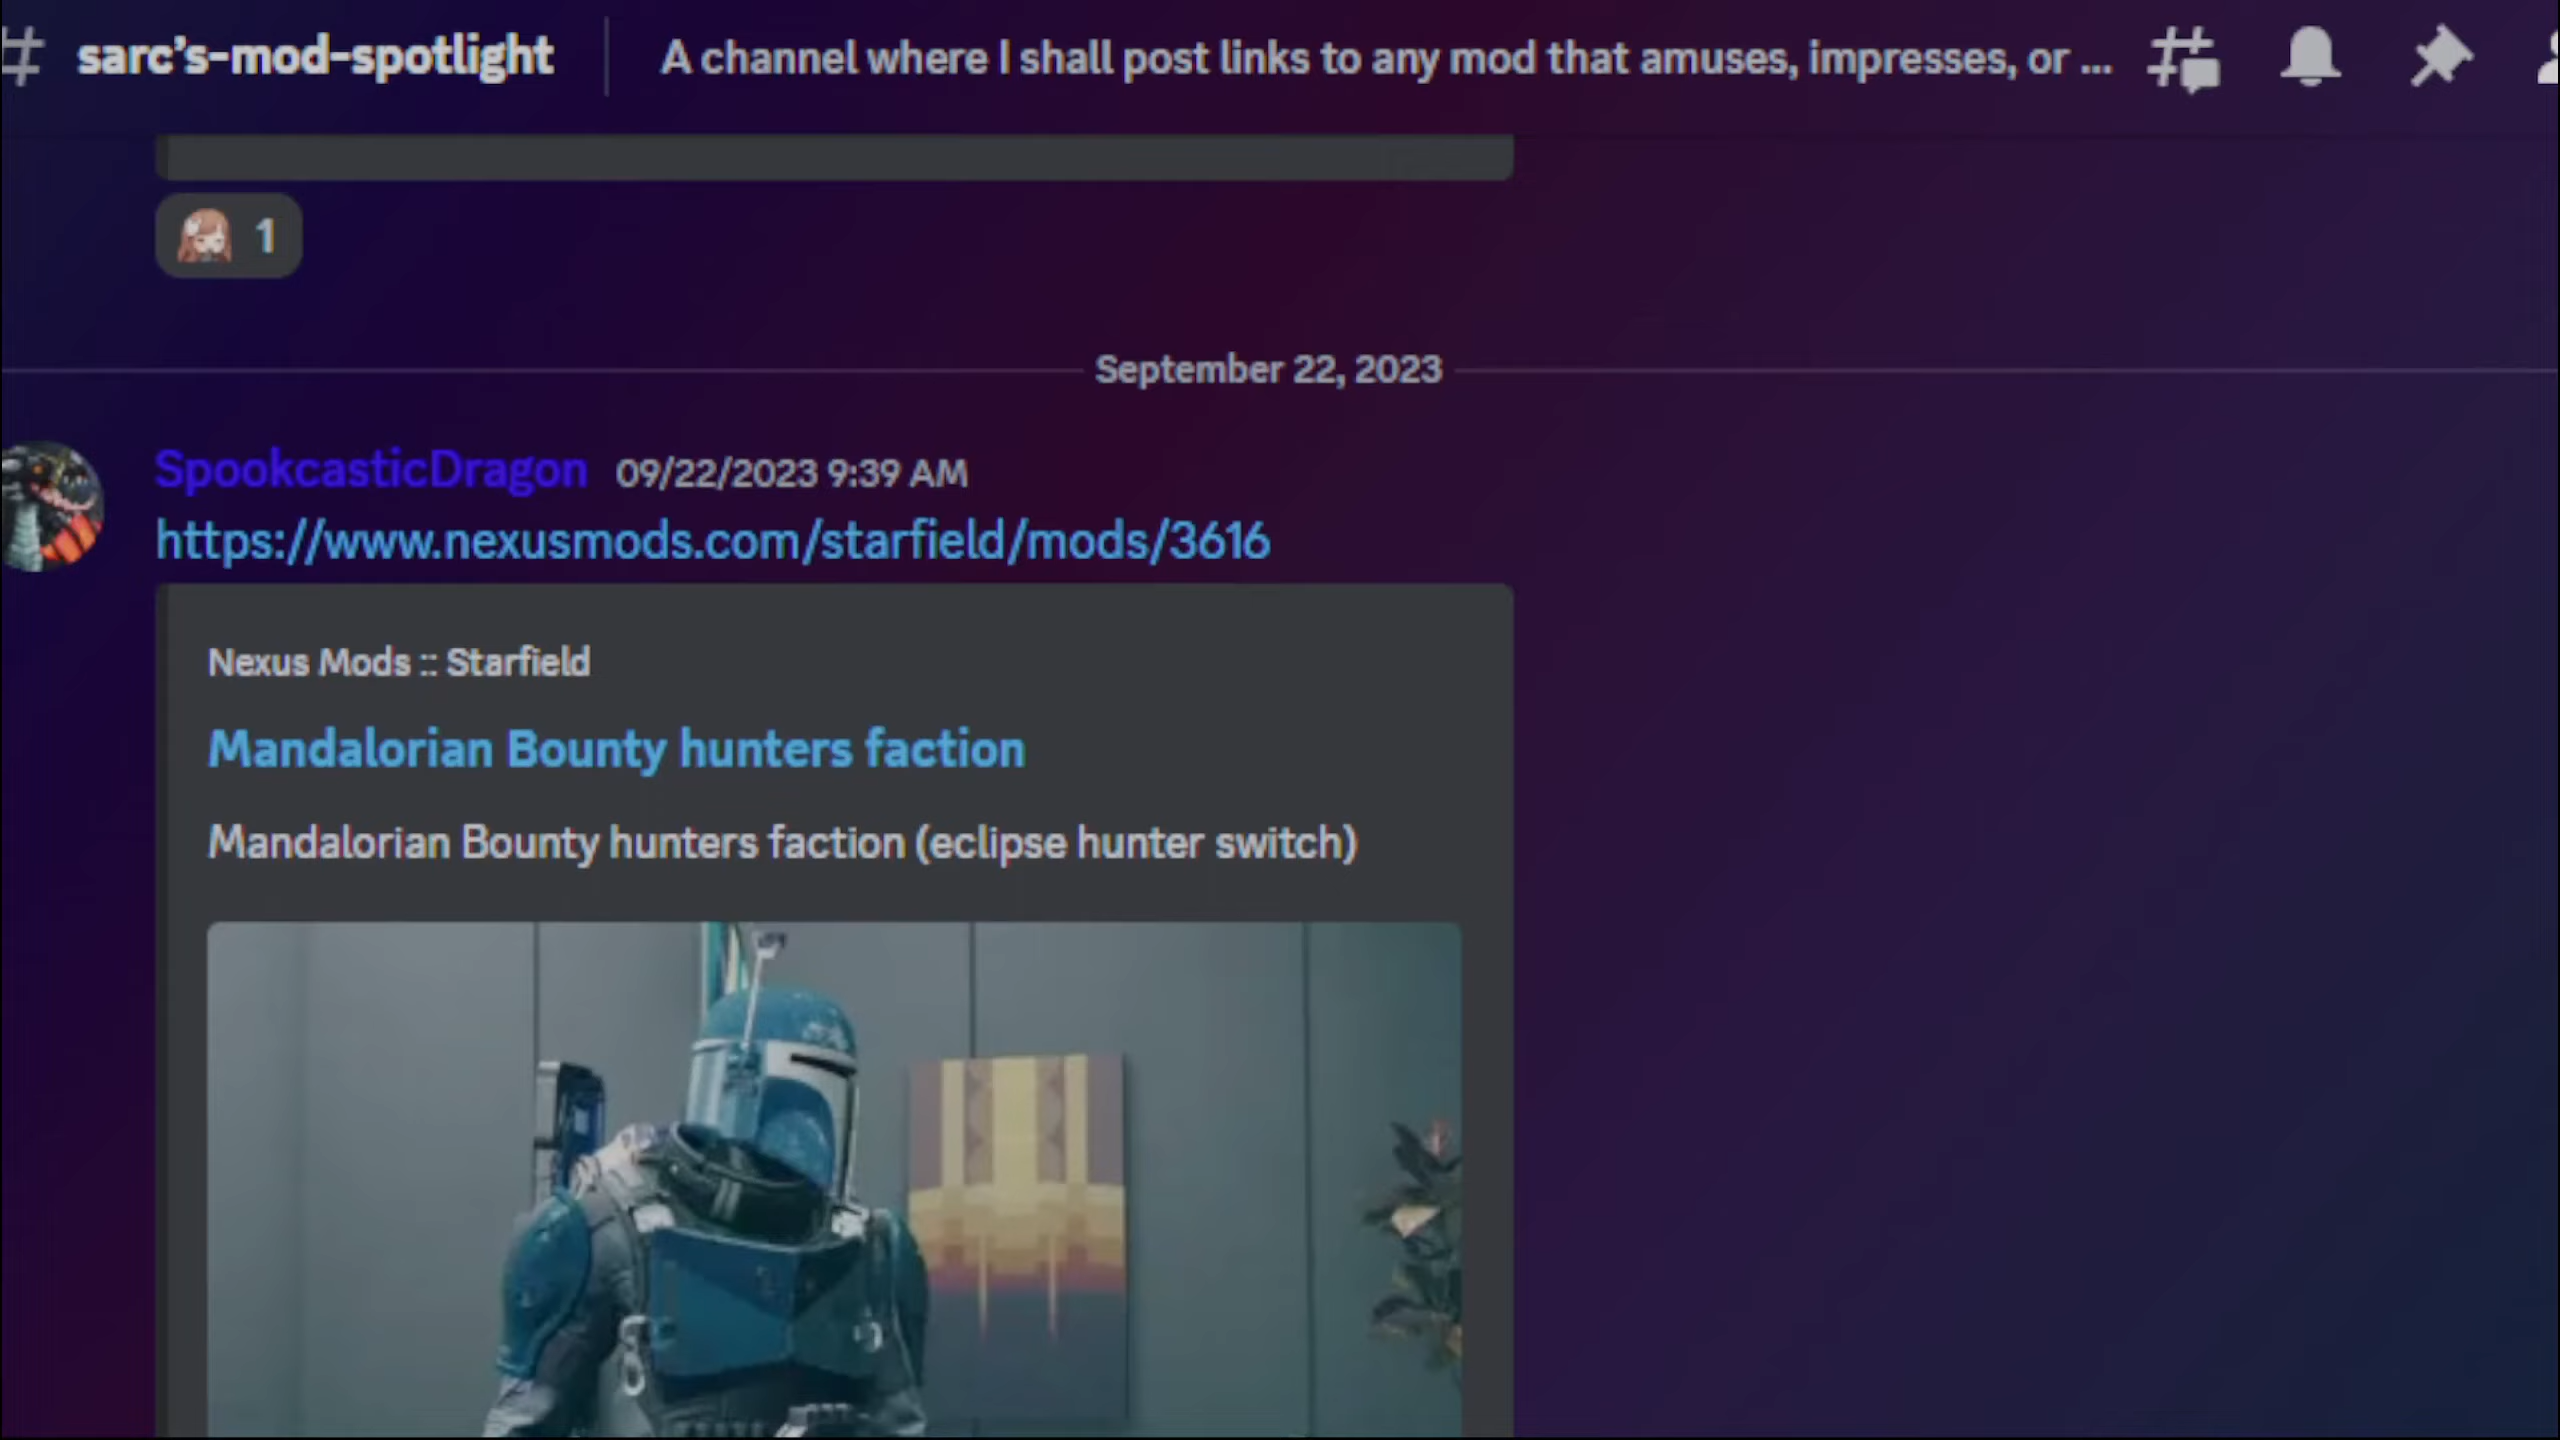 # sarc's-mod-spotlight
A channel where I shall post links to any mod that amuses, impresses, or ...
1
September 22, 2023
SpookcasticDragon 09/22/2023 9:39 AM
https://www.nexusmods.com/starfield/mods/3616
Nexus Mods :: Starfield
Mandalorian Bounty hunters faction
Mandalorian Bounty hunters faction (eclipse hunter switch)